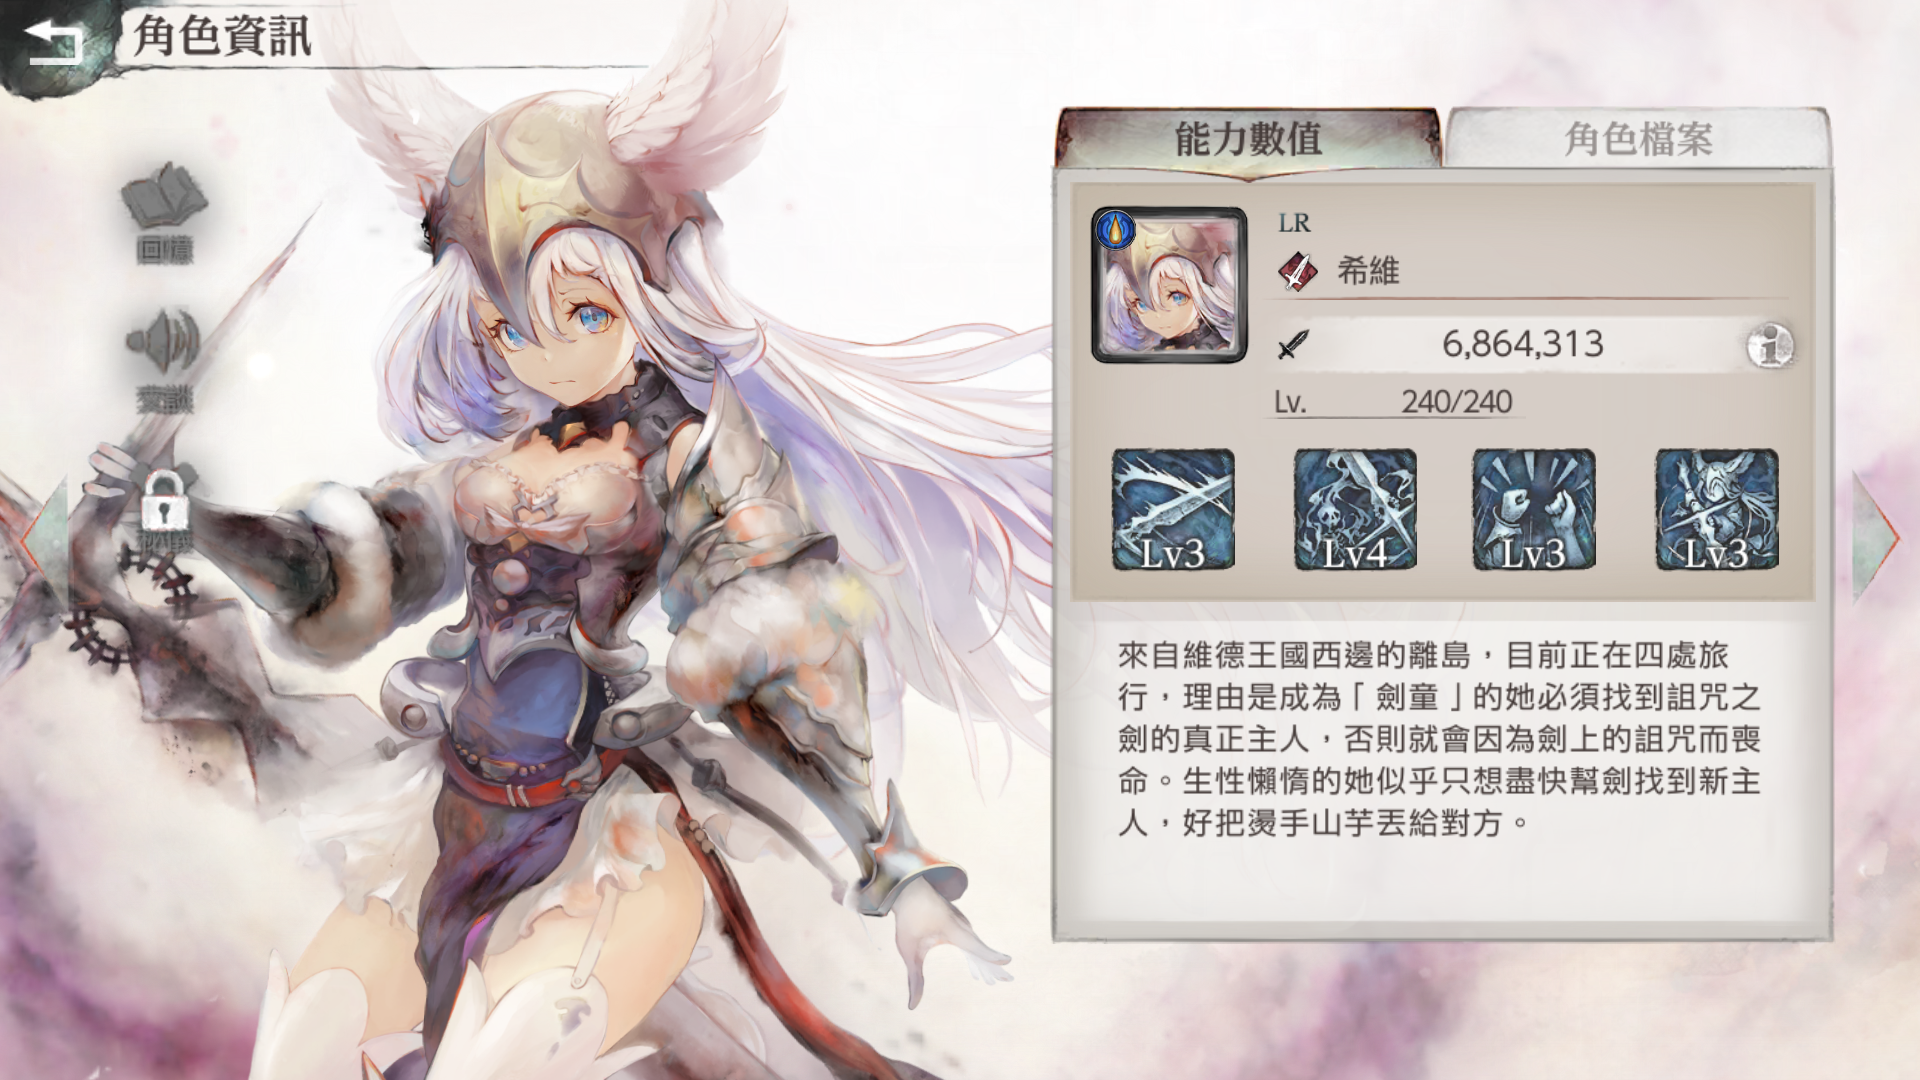 角色資訊
回憶
能力數值
角色檔案
LR
希維
6,864,313
Lv. 240/240
Lv3
Lv4
Lv3
Lv3
來自維德王國西邊的離島，目前正在四處旅
行，理由是成為「劍童」的她必須找到詛咒之
劍的真正主人，否則就會因為劍上的詛咒而喪
命。生性懶惰的她似乎只想盡快幫劍找到新主
人，好把燙手山芋丟給對方。